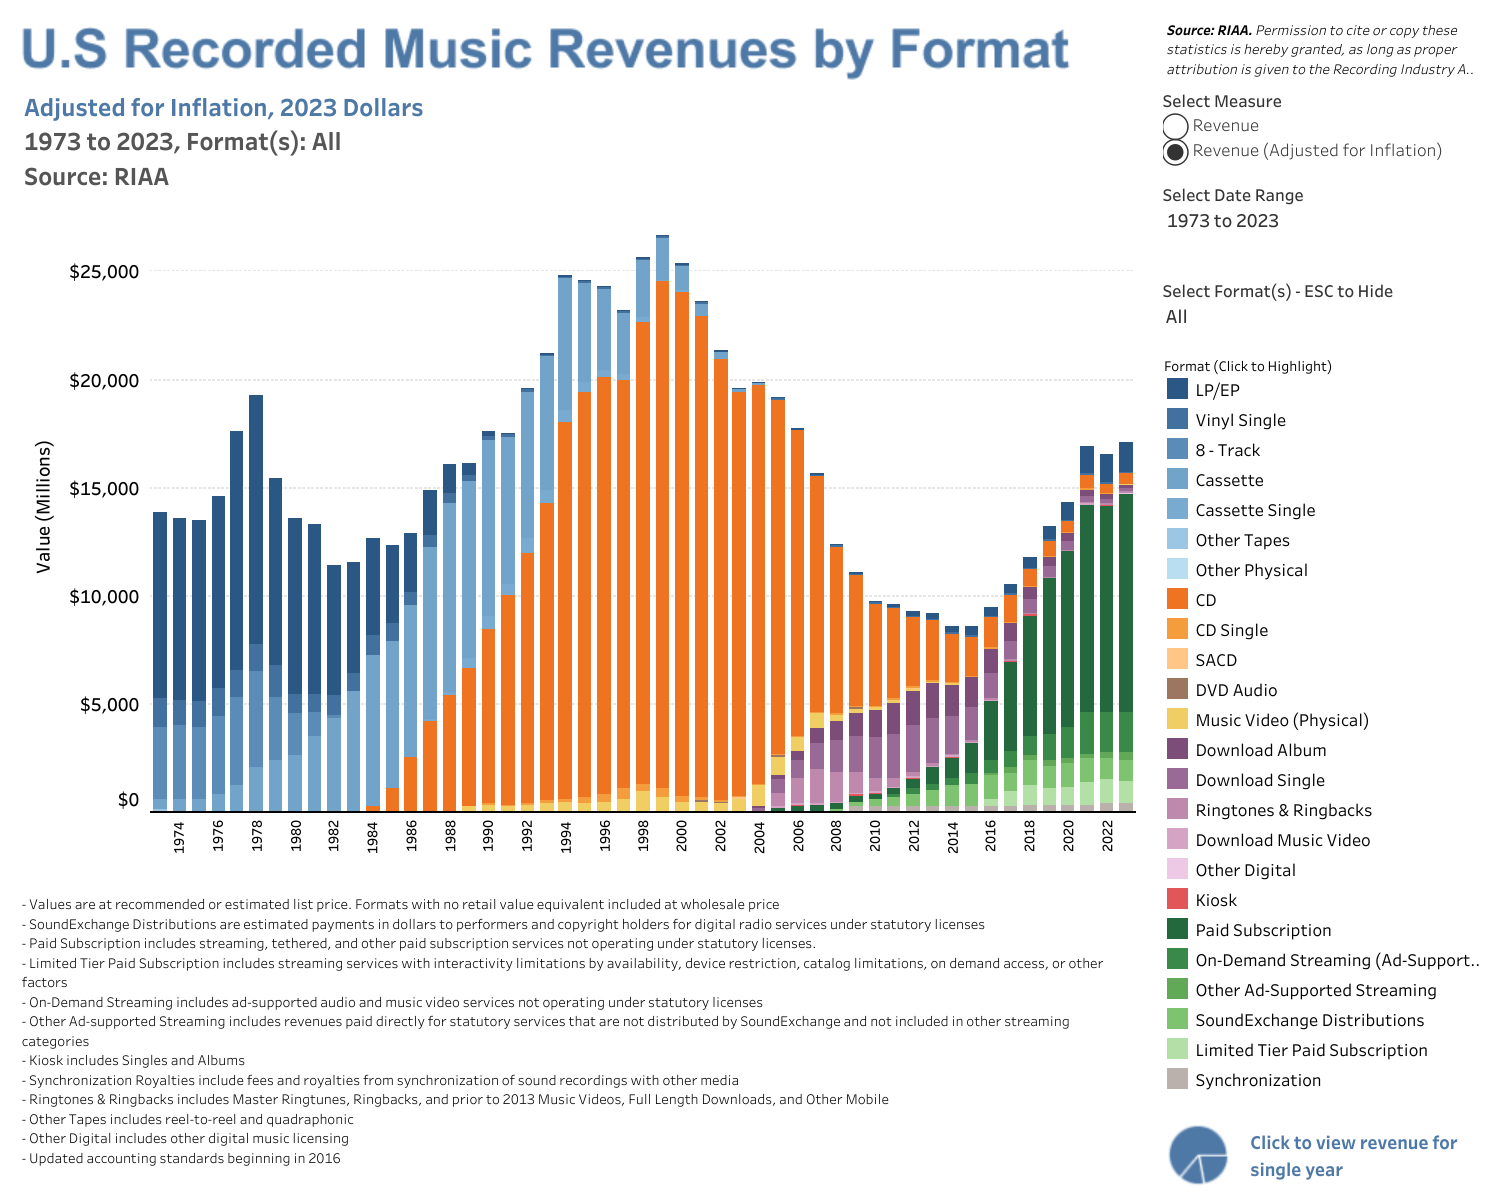 U.S Recorded Music Revenues by Format
Adjusted for Inflation, 2023 Dollars
1973 to 2023, Format(s): All
Source: RIAA
Source: RIAA. Permission to cite or copy these
statistics is hereby granted, as long as proper
attribution is given to the Recording Industry A..
Select Measure
Revenue
Revenue (Adjusted for Inflation)
Select Date Range
1973 to 2023
Select Format(s) - ESC to Hide
All
Format (Click to Highlight)
LP/EP
Vinyl Single
8 - Track
Cassette
Cassette Single
Other Tapes
Other Physical
CD
CD Single
SACD
DVD Audio
Music Video (Physical)
Download Album
Download Single
Ringtones & Ringbacks
Download Music Video
Other Digital
Kiosk
Paid Subscription
On-Demand Streaming (Ad-Support..
Other Ad-Supported Streaming
SoundExchange Distributions
Limited Tier Paid Subscription
Synchronization
Click to view revenue for
single year
Value (Millions)
$25,000
$20,000
$15,000
$10,000
$5,000
$0
1974
1976
1978
1980
1982
1984
1986
1988
1990
1992
1994
1996
1998
2000
2002
2004
2006
2008
2010
2012
2014
2016
2018
2020
2022
- Values are at recommended or estimated list price. Formats with no retail value equivalent included at wholesale price
- SoundExchange Distributions are estimated payments in dollars to performers and copyright holders for digital radio services under statutory licenses
- Paid Subscription includes streaming, tethered, and other paid subscription services not operating under statutory licenses.
- Limited Tier Paid Subscription includes streaming services with interactivity limitations by availability, device restriction, catalog limitations, on demand access, or other
factors
- On-Demand Streaming includes ad-supported audio and music video services not operating under statutory licenses
- Other Ad-supported Streaming includes revenues paid directly for statutory services that are not distributed by SoundExchange and not included in other streaming
categories
- Kiosk includes Singles and Albums
- Synchronization Royalties include fees and royalties from synchronization of sound recordings with other media
- Ringtones & Ringbacks includes Master Ringtunes, Ringbacks, and prior to 2013 Music Videos, Full Length Downloads, and Other Mobile
- Other Tapes includes reel-to-reel and quadraphonic
- Other Digital includes other digital music licensing
- Updated accounting standards beginning in 2016